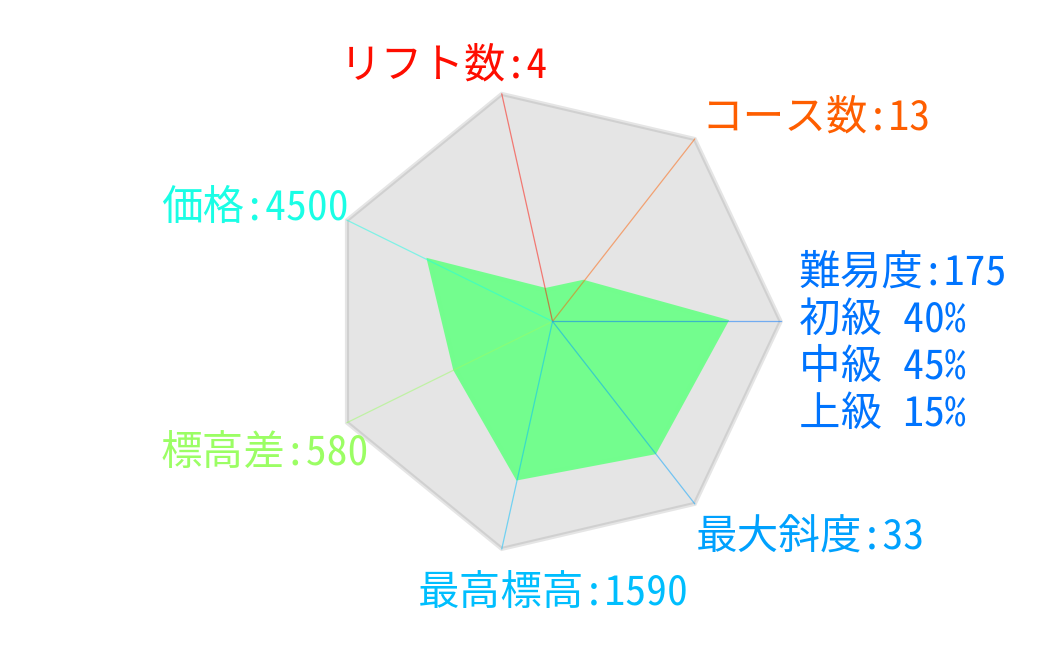 リフト数:4
コース数:13
価格:4500
難易度:175
初級 40%
中級 45%
上級 15%
標高差:580
最大斜度:33
最高標高:1590